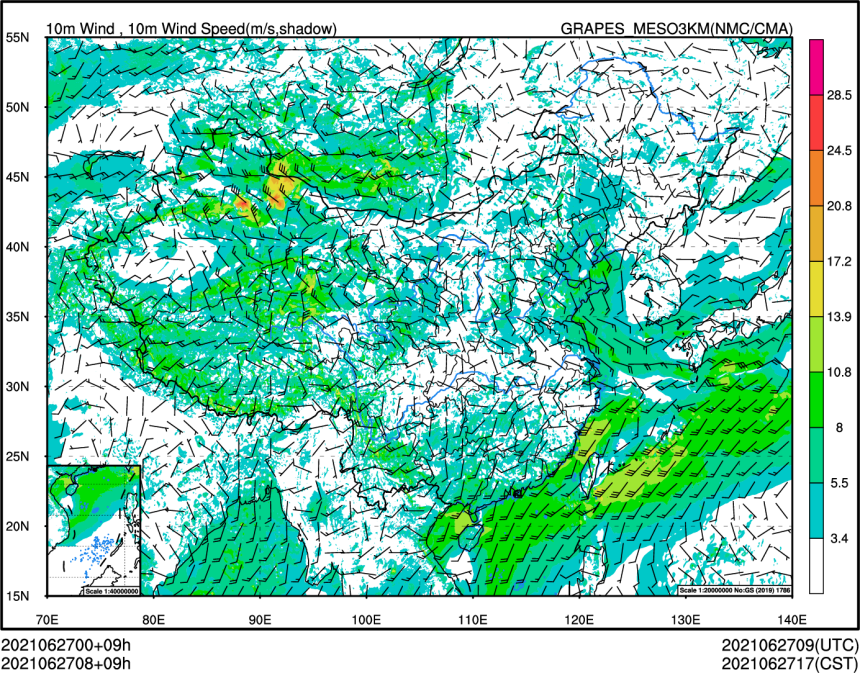 10m Wind , 10m Wind Speed(m/s,shadow) GRAPES_MESO3KM(NMC/CMA)
55N
50N
45N
40N
35N
30N
25N
20N
15N
28.5
24.5
20.8
17.2
13.9
10.8
8
5.5
3.4
Scale 1:40000000
Scale 1:20000000 No:GS (2019) 1786
70E 80E 90E 100E 110E 120E 130E 140E
2021062700+09h 2021062709(UTC)
2021062708+09h 2021062717(CST)